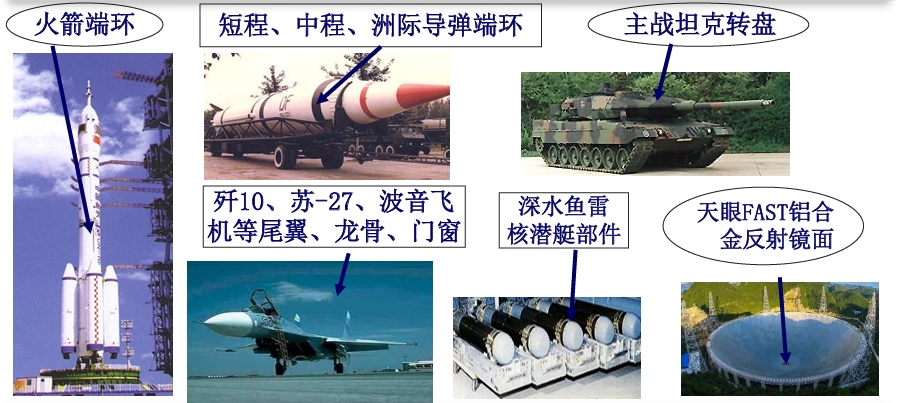 火箭端环
短程、中程、洲际导弹端环
主战坦克转盘
歼10、苏-27、波音飞
机等尾翼、龙骨、门窗
深水鱼雷
核潜艇部件
天眼FAST铝合
金反射镜面